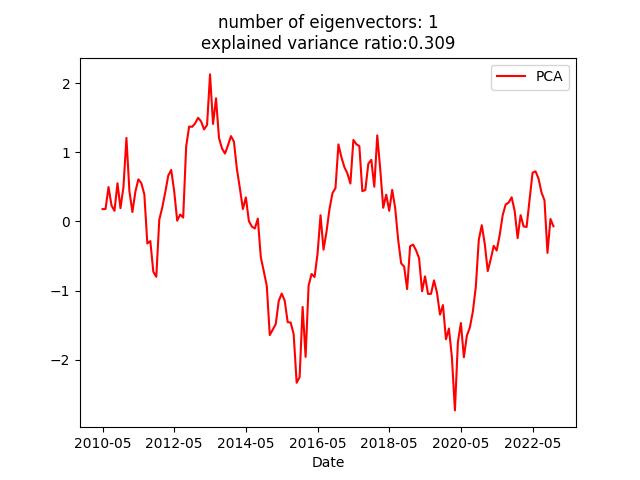 number of eigenvectors: 1
explained variance ratio:0.309
PCA
2
1
0
−1
−2
2010-05 2012-05 2014-05 2016-05 2018-05 2020-05 2022-05
Date